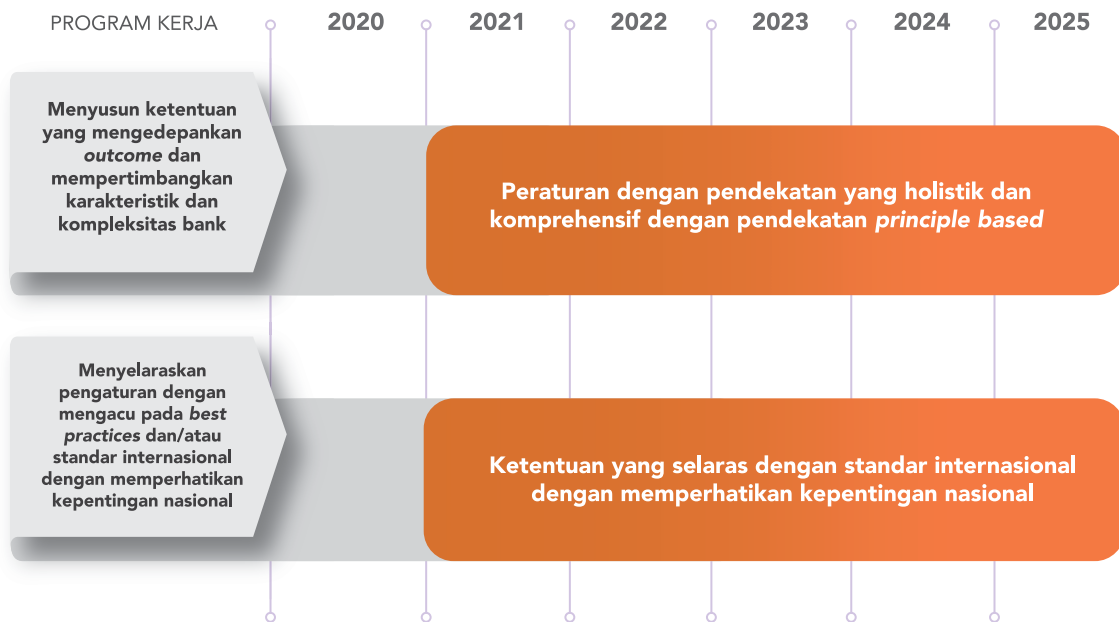 PROGRAM KERJA 2020 2021 2022 2023 2024 2025
Menyusun ketentuan
yang mengedepankan
outcome dan
mempertimbangkan
karakteristik dan
kompleksitas bank
Peraturan dengan pendekatan yang holistik dan
komprehensif dengan pendekatan principle based
Menyelaraskan
pengaturan dengan
mengacu pada best
practices dan/atau
standar internasional
dengan memperhatikan
kepentingan nasional
Ketentuan yang selaras dengan standar internasional
dengan memperhatikan kepentingan nasional